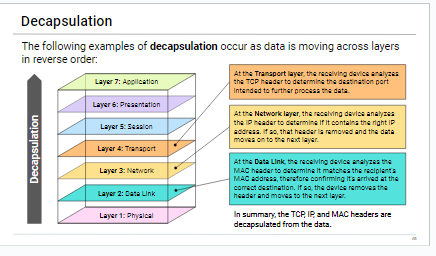 Decapsulation
The following examples of decapsulation occur as data is moving across layers
in reverse order:
Decapsulation
Layer 7: Application
Layer 6: Presentation
Layer 5: Session
Layer 4: Transport
Layer 3: Network
Layer 2: Data Link
Layer 1: Physical
At the Transport layer, the receiving device analyzes
the TCP header to determine the destination port
intended to further process the data.
At the Network layer, the receiving device analyzes
the IP header to determine if it contains the right IP
address. If so, that header is removed and the data
moves on to the next layer.
At the Data Link, the receiving device analyzes the
MAC header to determine if it matches the recipient's
MAC address, therefore confirming it's arrived at the
correct destination. If so, the device removes the
header and moves to the next layer.
In summary, the TCP, IP, and MAC headers are
decapsulated from the data.